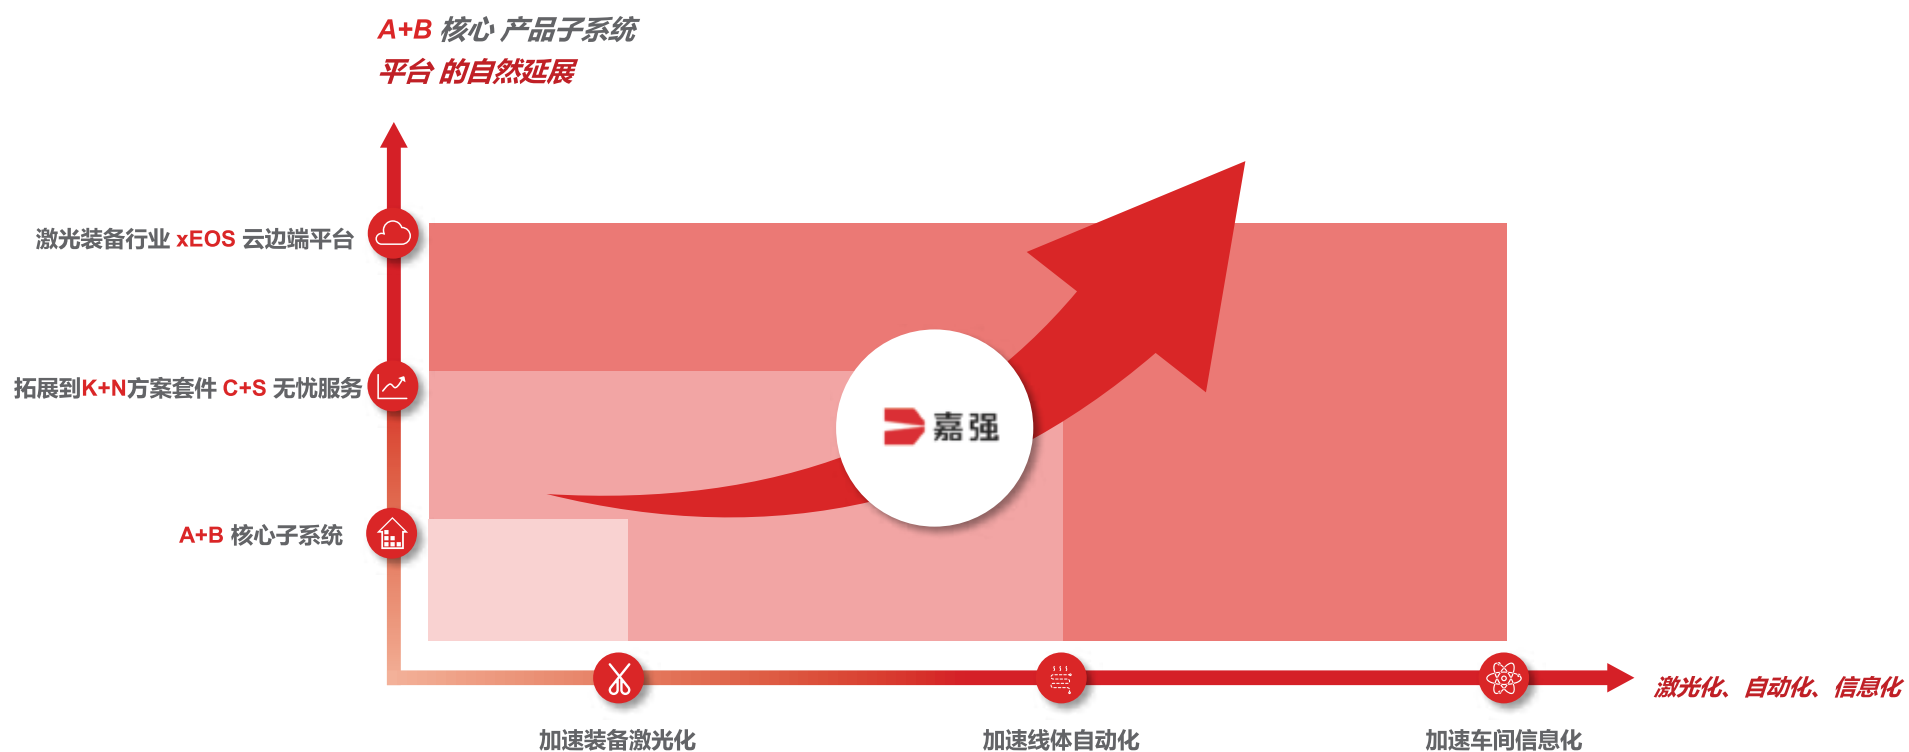 A+B 核心 产品子系统
平台 的自然延展
激光装备行业 xEOS 云边端平台
拓展到K+N方案套件 C+S 无忧服务
嘉强
A+B 核心子系统
激光化、自动化、信息化
加速装备激光化
加速线体自动化
加速车间信息化